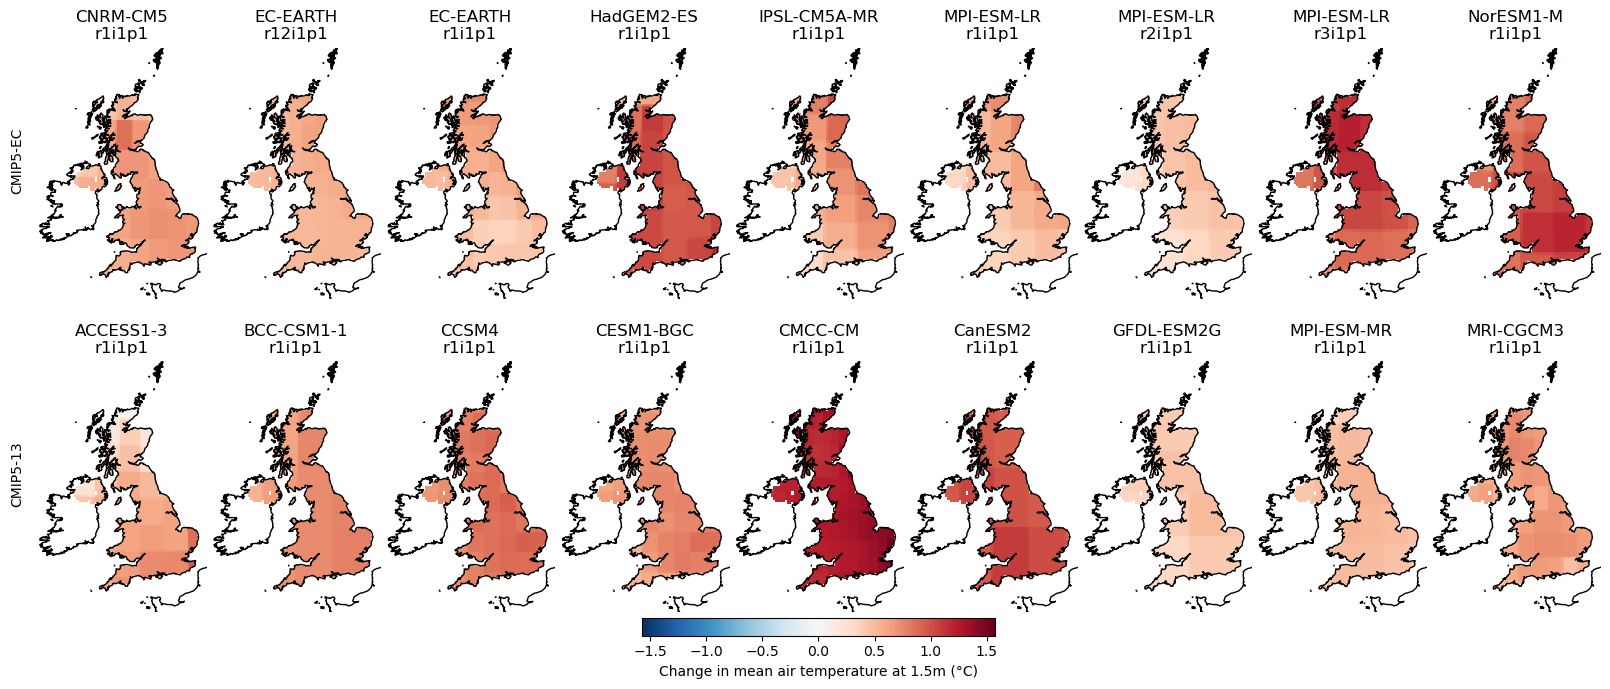 CNRM-CM5
r1i1p1
EC-EARTH
r12i1p1
EC-EARTH
r1i1p1
HadGEM2-ES
r1i1p1
IPSL-CM5A-MR
r1i1p1
MPI-ESM-LR
r1i1p1
MPI-ESM-LR
r2i1p1
MPI-ESM-LR
r3i1p1
NorESM1-M
r1i1p1
CMIP5-EC
ACCESS1-3
r1i1p1
BCC-CSM1-1
r1i1p1
CCSM4
r1i1p1
CESM1-BGC
r1i1p1
CMCC-CM
r1i1p1
CanESM2
r1i1p1
GFDL-ESM2G
r1i1p1
MPI-ESM-MR
r1i1p1
MRI-CGCM3
r1i1p1
CMIP5-13
−1.5 −1.0 −0.5 0.0 0.5 1.0 1.5
Change in mean air temperature at 1.5m (°C)